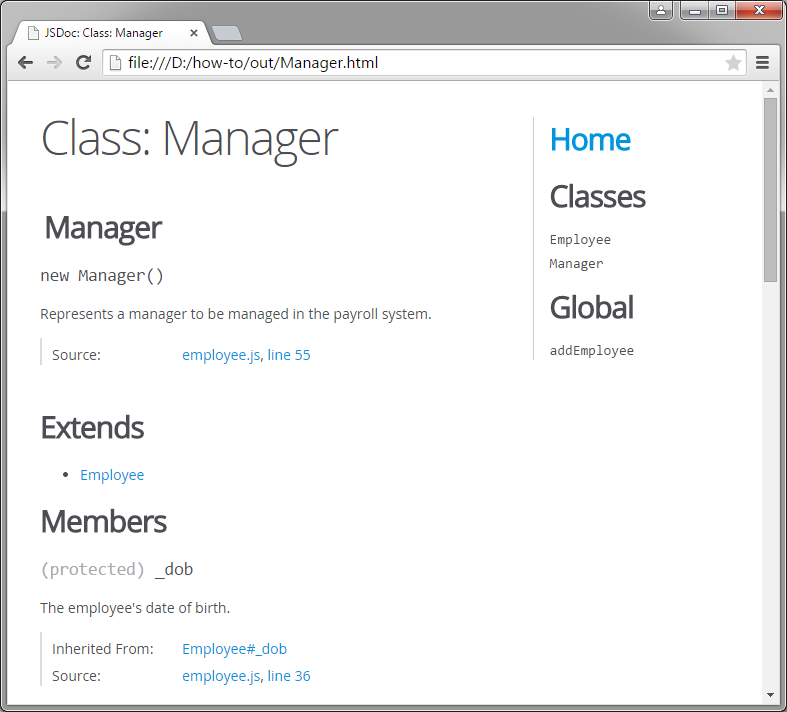 JSDoc: Class: Manager
file:///D:/how-to/out/Manager.html
Class: Manager
Manager
new Manager()
Represents a manager to be managed in the payroll system.
Source: employee.js, line 55
Extends
• Employee
Members
(protected) _dob
The employee's date of birth.
Inherited From: Employee#_dob
Source: employee.js, line 36
Home
Classes
Employee
Manager
Global
addEmployee